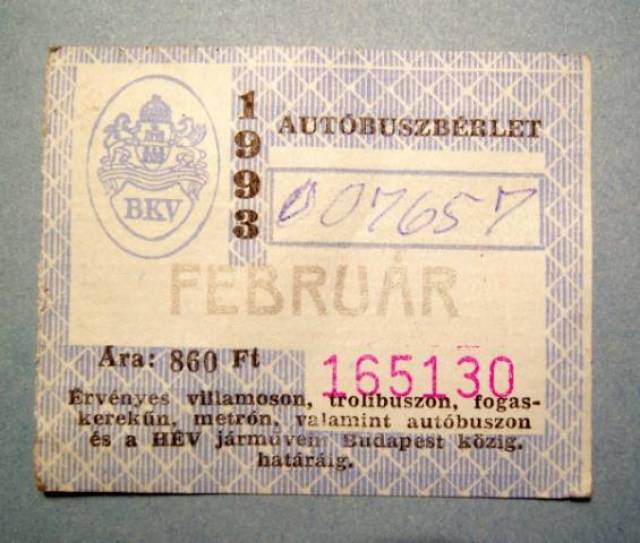 BKV
1993
AUTÓBUSZBÉRLET
007657
FEBRUÁR
Ára: 860 Ft
165130
Érvényes villamoson, trolibuszon, fogas-
kerekűn, metrón, valamint autóbuszon
és a HÉV járművein Budapest közig.
határáig.